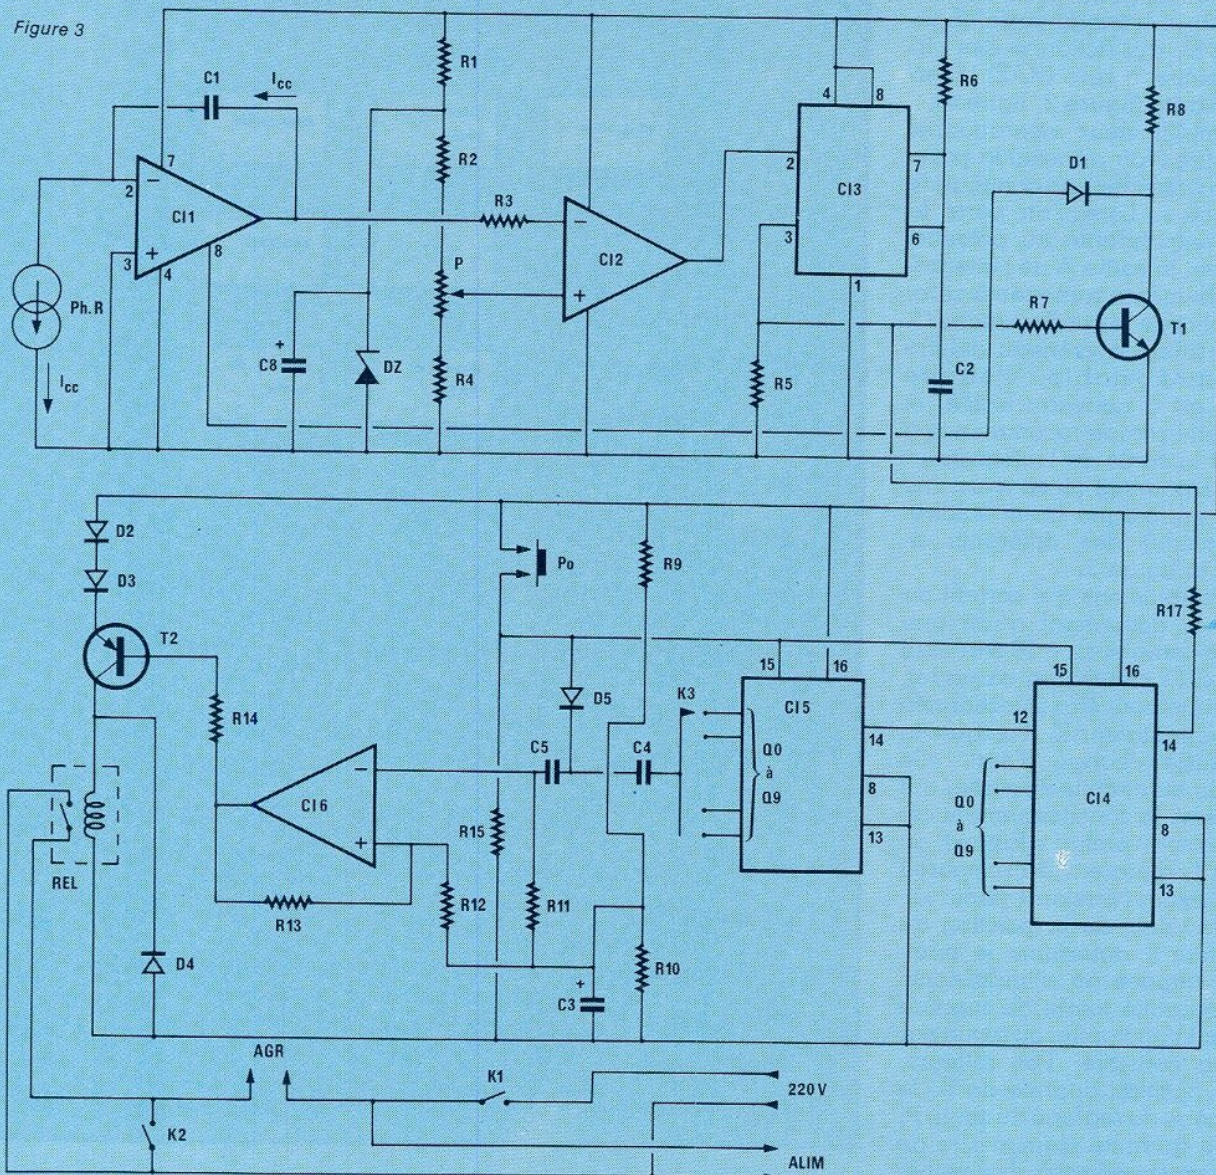 Figure 3
C1
Icc
7
2
−
CI1
+
3
4
8
Ph.R
Icc
R1
R2
R3
P
C8
+
DZ
R4
−
CI2
+
4
8
2
7
CI3
3
6
1
R5
R6
C2
D1
R7
R8
T1
D2
D3
T2
R14
REL
D4
CI6
−
+
R13
R12
R15
R11
C5
D5
C4
Po
R9
R10
C3
+
K3
15
16
CI5
Q0
à
Q9
14
8
13
12
15
16
CI4
Q0
à
Q9
14
8
13
R17
AGR
K1
K2
220 V
ALIM